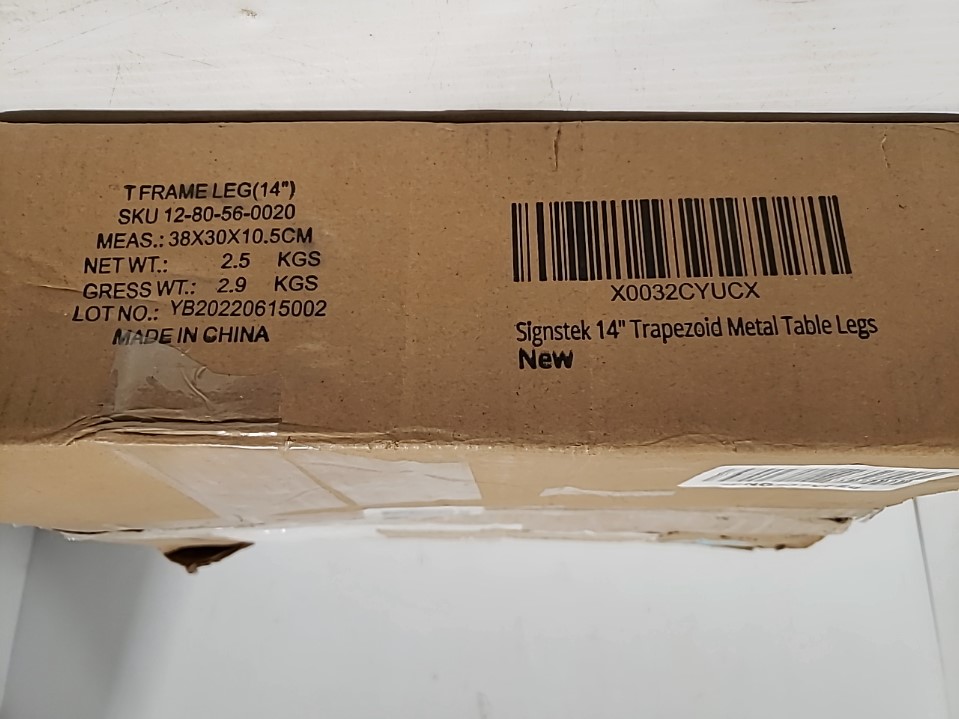 T FRAME LEG(14")
SKU 12-80-56-0020
MEAS.: 38X30X10.5CM
NET WT.: 2.5 KGS
GRESS WT.: 2.9 KGS
LOT NO.: YB20220615002
MADE IN CHINA
X0032CYUCX
Signstek 14" Trapezoid Metal Table Legs
New